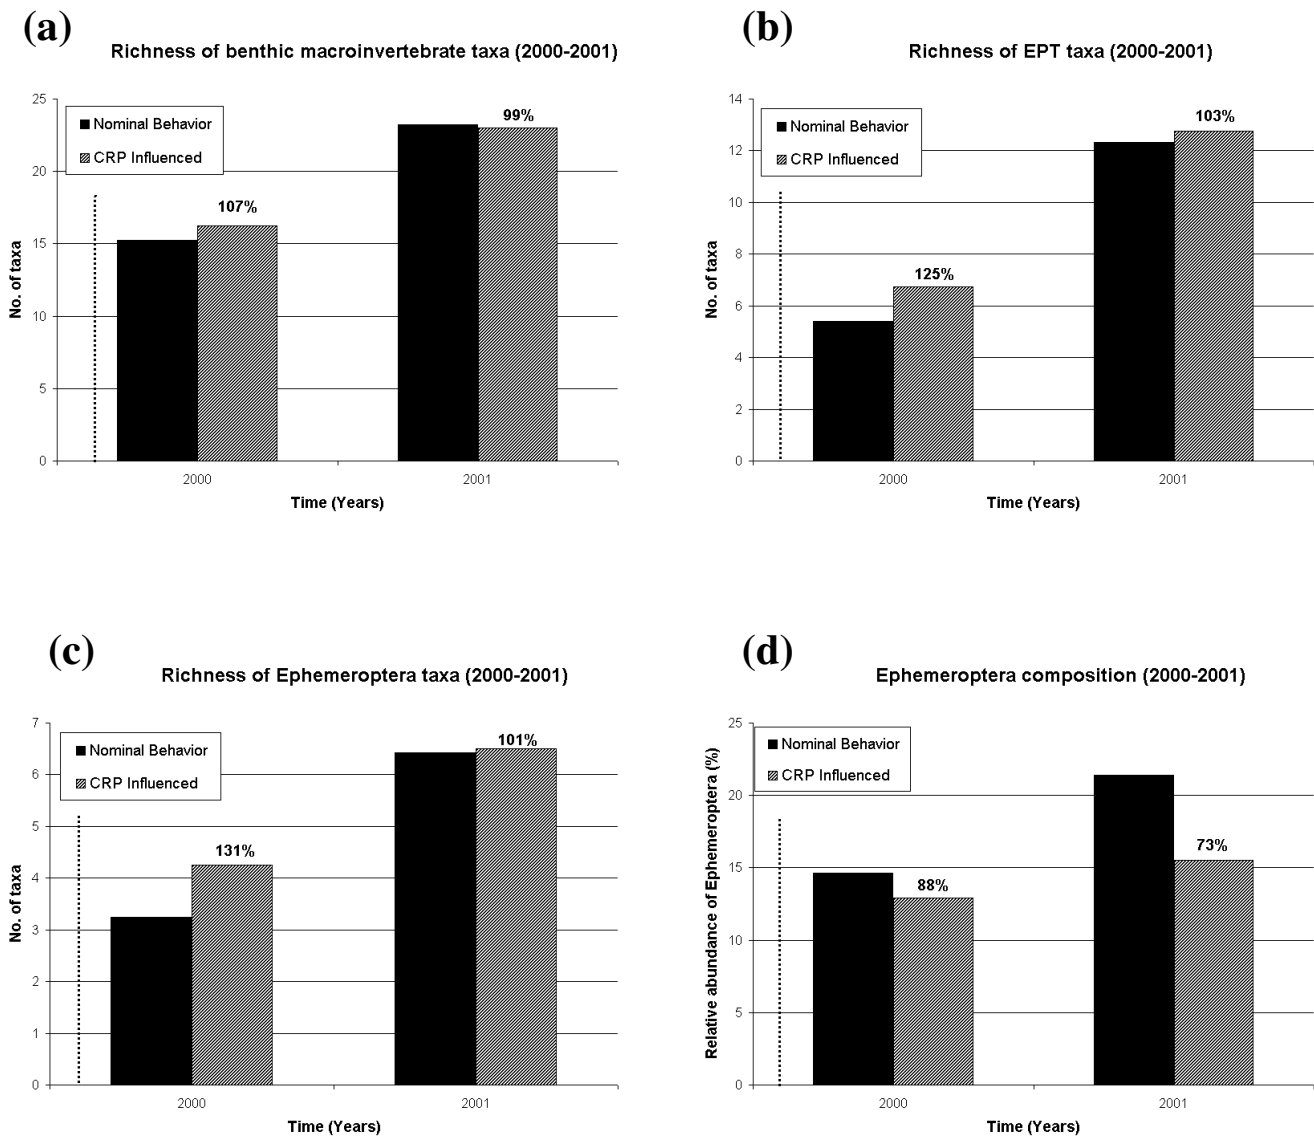 (a)
Richness of benthic macroinvertebrate taxa (2000-2001)
25
20
15
10
5
0
No. of taxa
Nominal Behavior
CRP Influenced
107%
99%
2000
2001
Time (Years)
(b)
Richness of EPT taxa (2000-2001)
14
12
10
8
6
4
2
0
No. of taxa
Nominal Behavior
CRP Influenced
125%
103%
2000
2001
Time (Years)
(c)
Richness of Ephemeroptera taxa (2000-2001)
7
6
5
4
3
2
1
0
No. of taxa
Nominal Behavior
CRP Influenced
131%
101%
2000
2001
Time (Years)
(d)
Ephemeroptera composition (2000-2001)
25
20
15
10
5
0
Relative abundance of Ephemeroptera (%)
Nominal Behavior
CRP Influenced
88%
73%
2000
2001
Time (Years)